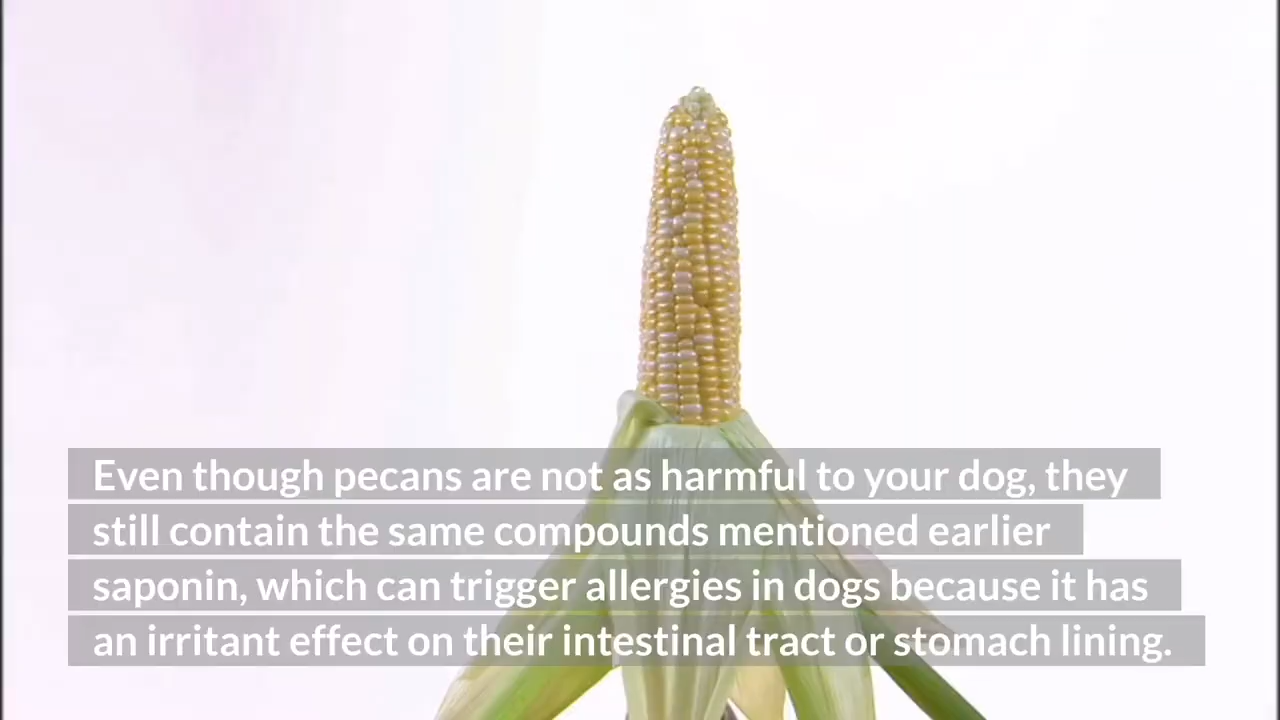 Even though pecans are not as harmful to your dog, they
still contain the same compounds mentioned earlier
saponin, which can trigger allergies in dogs because it has
an irritant effect on their intestinal tract or stomach lining.